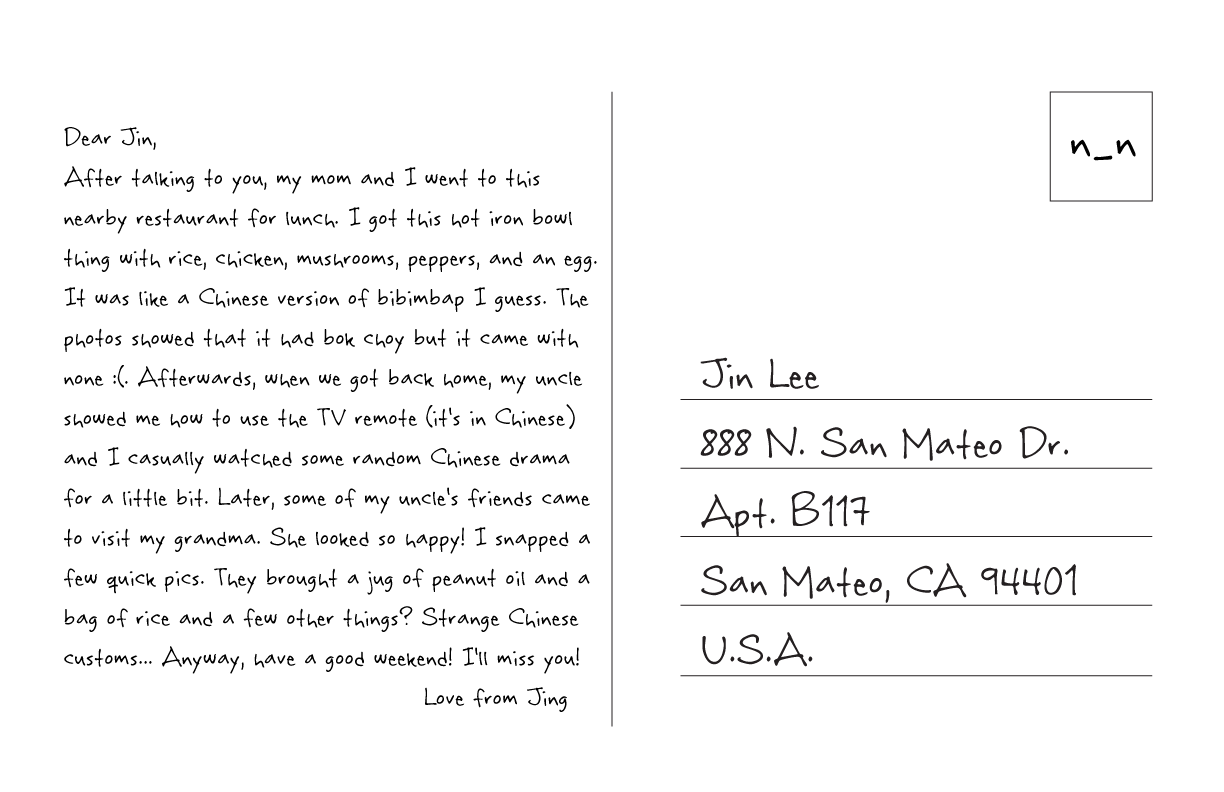 Dear Jin,
After talking to you, my mom and I went to this
nearby restaurant for lunch. I got this hot iron bowl
thing with rice, chicken, mushrooms, peppers, and an egg.
It was like a Chinese version of bibimbap I guess. The
photos showed that it had bok choy but it came with
none :(. Afterwards, when we got back home, my uncle
showed me how to use the TV remote (it's in Chinese)
and I casually watched some random Chinese drama
for a little bit. Later, some of my uncle's friends came
to visit my grandma. She looked so happy! I snapped a
few quick pics. They brought a jug of peanut oil and a
bag of rice and a few other things? Strange Chinese
customs... Anyway, have a good weekend! I'll miss you!
Love from Jing
n_n
Jin Lee
888 N. San Mateo Dr.
Apt. B117
San Mateo, CA 94401
U.S.A.